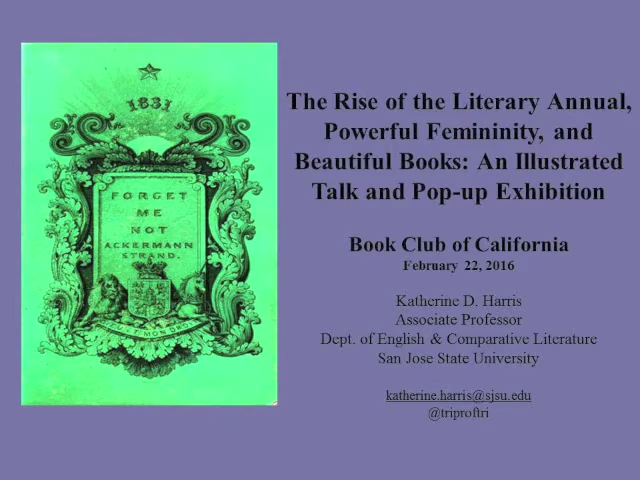 1831
FORGET
ME
NOT
ACKERMANN
STRAND.
The Rise of the Literary Annual,
Powerful Femininity, and
Beautiful Books: An Illustrated
Talk and Pop-up Exhibition
Book Club of California
February 22, 2016
Katherine D. Harris
Associate Professor
Dept. of English & Comparative Literature
San Jose State University
katherine.harris@sjsu.edu
@triproftri